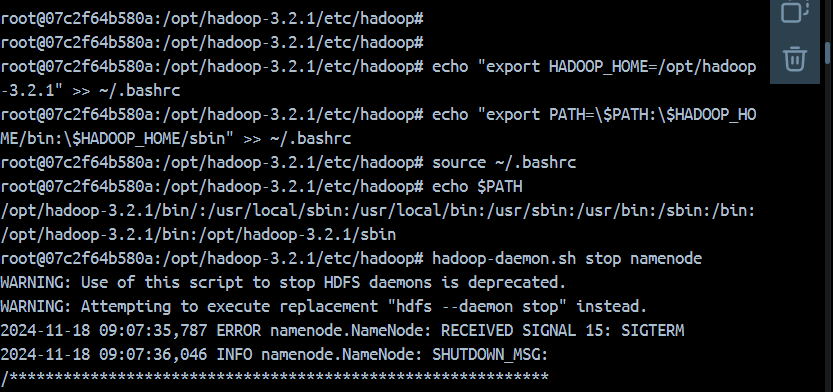 root@07c2f64b580a:/opt/hadoop-3.2.1/etc/hadoop#
root@07c2f64b580a:/opt/hadoop-3.2.1/etc/hadoop#
root@07c2f64b580a:/opt/hadoop-3.2.1/etc/hadoop# echo "export HADOOP_HOME=/opt/hadoop
-3.2.1" >> ~/.bashrc
root@07c2f64b580a:/opt/hadoop-3.2.1/etc/hadoop# echo "export PATH=\$PATH:\$HADOOP_HO
ME/bin:\$HADOOP_HOME/sbin" >> ~/.bashrc
root@07c2f64b580a:/opt/hadoop-3.2.1/etc/hadoop# source ~/.bashrc
root@07c2f64b580a:/opt/hadoop-3.2.1/etc/hadoop# echo $PATH
/opt/hadoop-3.2.1/bin/:/usr/local/sbin:/usr/local/bin:/usr/sbin:/usr/bin:/sbin:/bin:
/opt/hadoop-3.2.1/bin:/opt/hadoop-3.2.1/sbin
root@07c2f64b580a:/opt/hadoop-3.2.1/etc/hadoop# hadoop-daemon.sh stop namenode
WARNING: Use of this script to stop HDFS daemons is deprecated.
WARNING: Attempting to execute replacement "hdfs --daemon stop" instead.
2024-11-18 09:07:35,787 ERROR namenode.NameNode: RECEIVED SIGNAL 15: SIGTERM
2024-11-18 09:07:36,046 INFO namenode.NameNode: SHUTDOWN_MSG:
/************************************************************